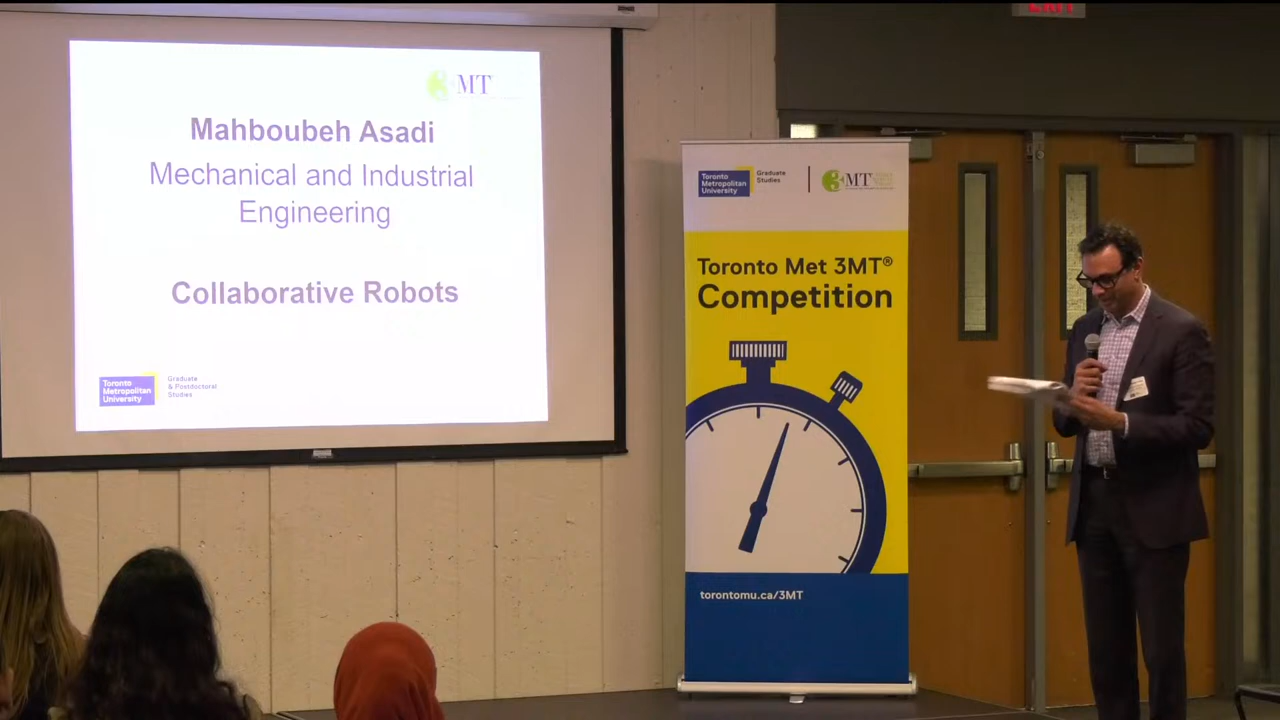 EXIT
3MT
Mahboubeh Asadi
Mechanical and Industrial
Engineering
Collaborative Robots
Toronto
Metropolitan
University
Graduate
& Postdoctoral
Studies
Toronto
Metropolitan
University
Graduate
Studies
3MT
Toronto Met 3MT®
Competition
torontomu.ca/3MT